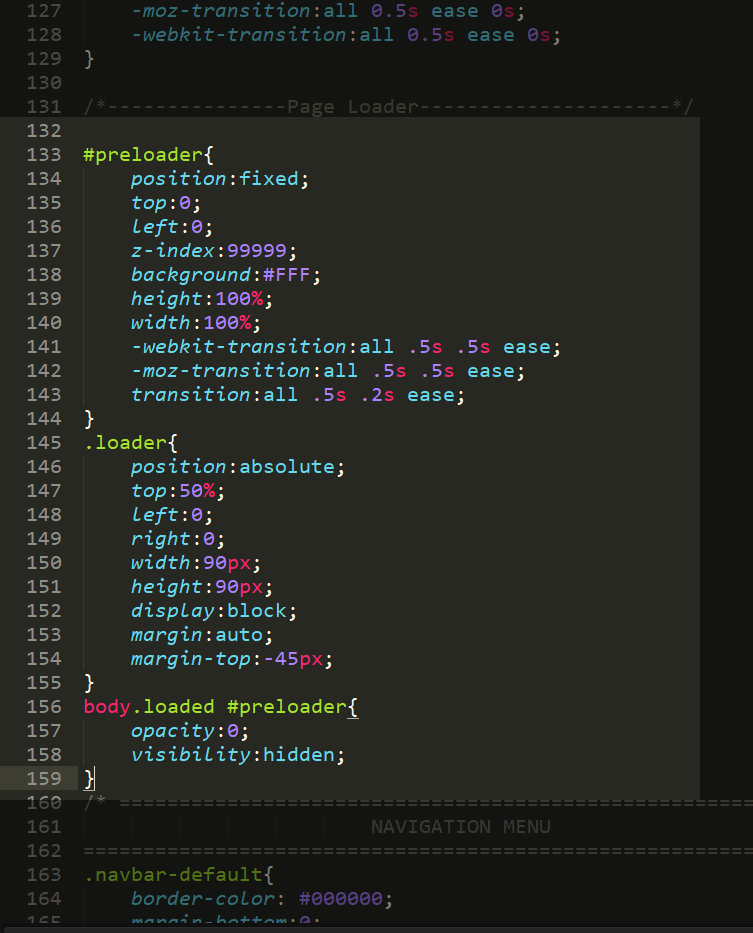 127 -moz-transition:all 0.5s ease 0s;
128 -webkit-transition:all 0.5s ease 0s;
129 }
130
131 /*---------------Page Loader---------------------*/
132
133 #preloader{
134 position:fixed;
135 top:0;
136 left:0;
137 z-index:99999;
138 background:#FFF;
139 height:100%;
140 width:100%;
141 -webkit-transition:all .5s .5s ease;
142 -moz-transition:all .5s .5s ease;
143 transition:all .5s .2s ease;
144 }
145 .loader{
146 position:absolute;
147 top:50%;
148 left:0;
149 right:0;
150 width:90px;
151 height:90px;
152 display:block;
153 margin:auto;
154 margin-top:-45px;
155 }
156 body.loaded #preloader{
157 opacity:0;
158 visibility:hidden;
159 }
160 /* =====================================================
161 NAVIGATION MENU
162 ========================================================
163 .navbar-default{
164 border-color: #000000;
165 margin-bottom:0;